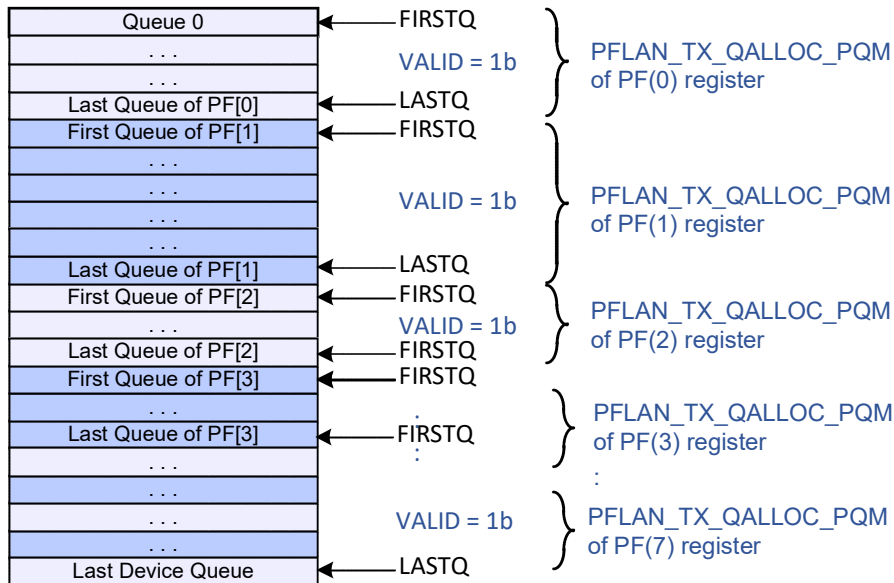 Queue 0
FIRSTQ
. . .
VALID = 1b
PFLAN_TX_QALLOC_PQM
of PF(0) register
. . .
Last Queue of PF[0]
LASTQ
First Queue of PF[1]
FIRSTQ
. . .
. . .
VALID = 1b
PFLAN_TX_QALLOC_PQM
of PF(1) register
. . .
. . .
Last Queue of PF[1]
LASTQ
First Queue of PF[2]
FIRSTQ
. . .
VALID = 1b
PFLAN_TX_QALLOC_PQM
of PF(2) register
Last Queue of PF[2]
FIRSTQ
First Queue of PF[3]
FIRSTQ
. . .
:
PFLAN_TX_QALLOC_PQM
of PF(3) register
Last Queue of PF[3]
FIRSTQ
:
. . .
:
. . .
. . .
VALID = 1b
PFLAN_TX_QALLOC_PQM
of PF(7) register
. . .
Last Device Queue
LASTQ